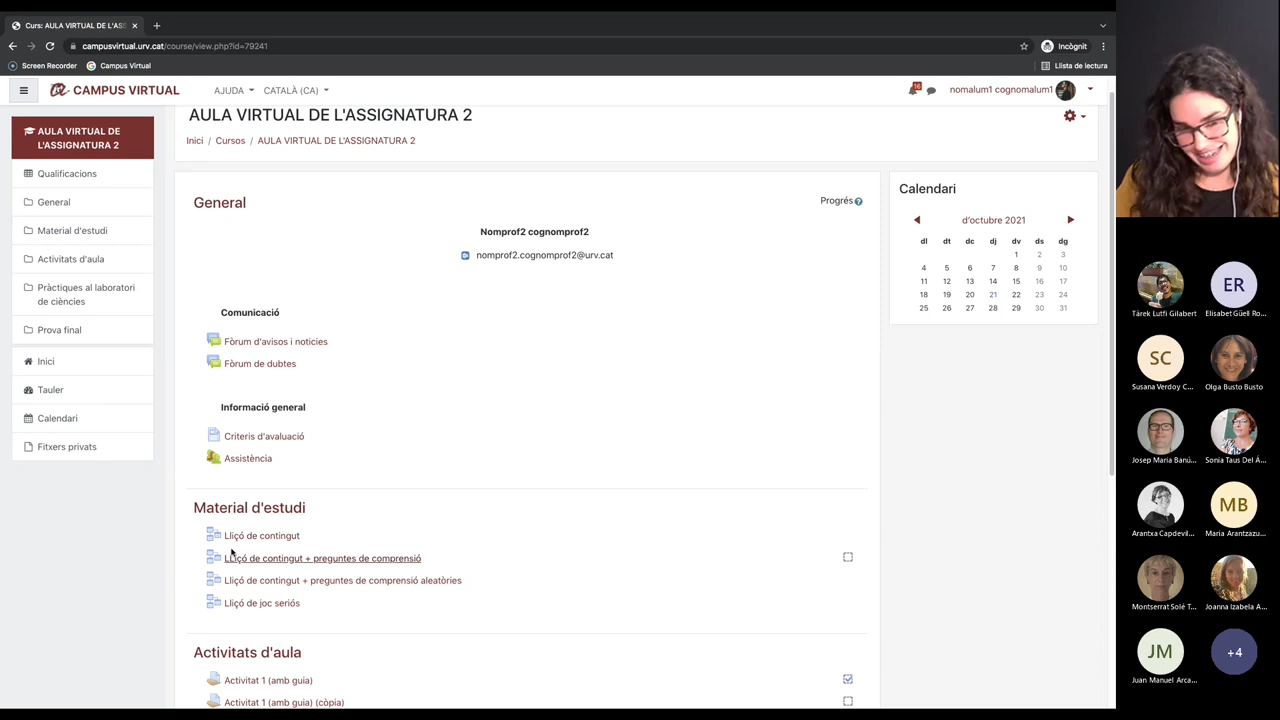 Curs: AULA VIRTUAL DE L'ASS
campusvirtual.urv.cat/course/view.php?id=79241
Incògnit
Screen Recorder
Campus Virtual
Llista de lectura
CAMPUS VIRTUAL
AJUDA
CATALÀ (CA)
16
nomalum1 cognomalum1
AULA VIRTUAL DE L'ASSIGNATURA 2
Qualificacions
General
Material d'estudi
Activitats d'aula
Pràctiques al laboratori de ciències
Prova final
Inici
Tauler
Calendari
Fitxers privats
AULA VIRTUAL DE L'ASSIGNATURA 2
Inici / Cursos / AULA VIRTUAL DE L'ASSIGNATURA 2
General
Progrés
Nomprof2 cognomprof2
nomprof2.cognomprof2@urv.cat
Comunicació
Fòrum d'avisos i noticies
Fòrum de dubtes
Informació general
Criteris d'avaluació
Assistència
Material d'estudi
Lliçó de contingut
LLiçó de contingut + preguntes de comprensió
Lliçó de contingut + preguntes de comprensió aleatòries
Lliçó de joc seriós
Activitats d'aula
Activitat 1 (amb guia)
Activitat 1 (amb guia) (còpia)
Calendari
d'octubre 2021
dl dt dc dj dv ds dg
1 2 3
4 5 6 7 8 9 10
11 12 13 14 15 16 17
18 19 20 21 22 23 24
25 26 27 28 29 30 31
Tárek Lutfi Gilabert
ER
Elisabet Güell Ro...
SC
Susana Verdoy C...
Olga Busto Busto
Josep Maria Banú...
Sonia Taus Del Á...
Arantxa Capdevil...
MB
Maria Arantzazu...
Montserrat Solé T...
Joanna Izabela A...
JM
Juan Manuel Arca...
+4